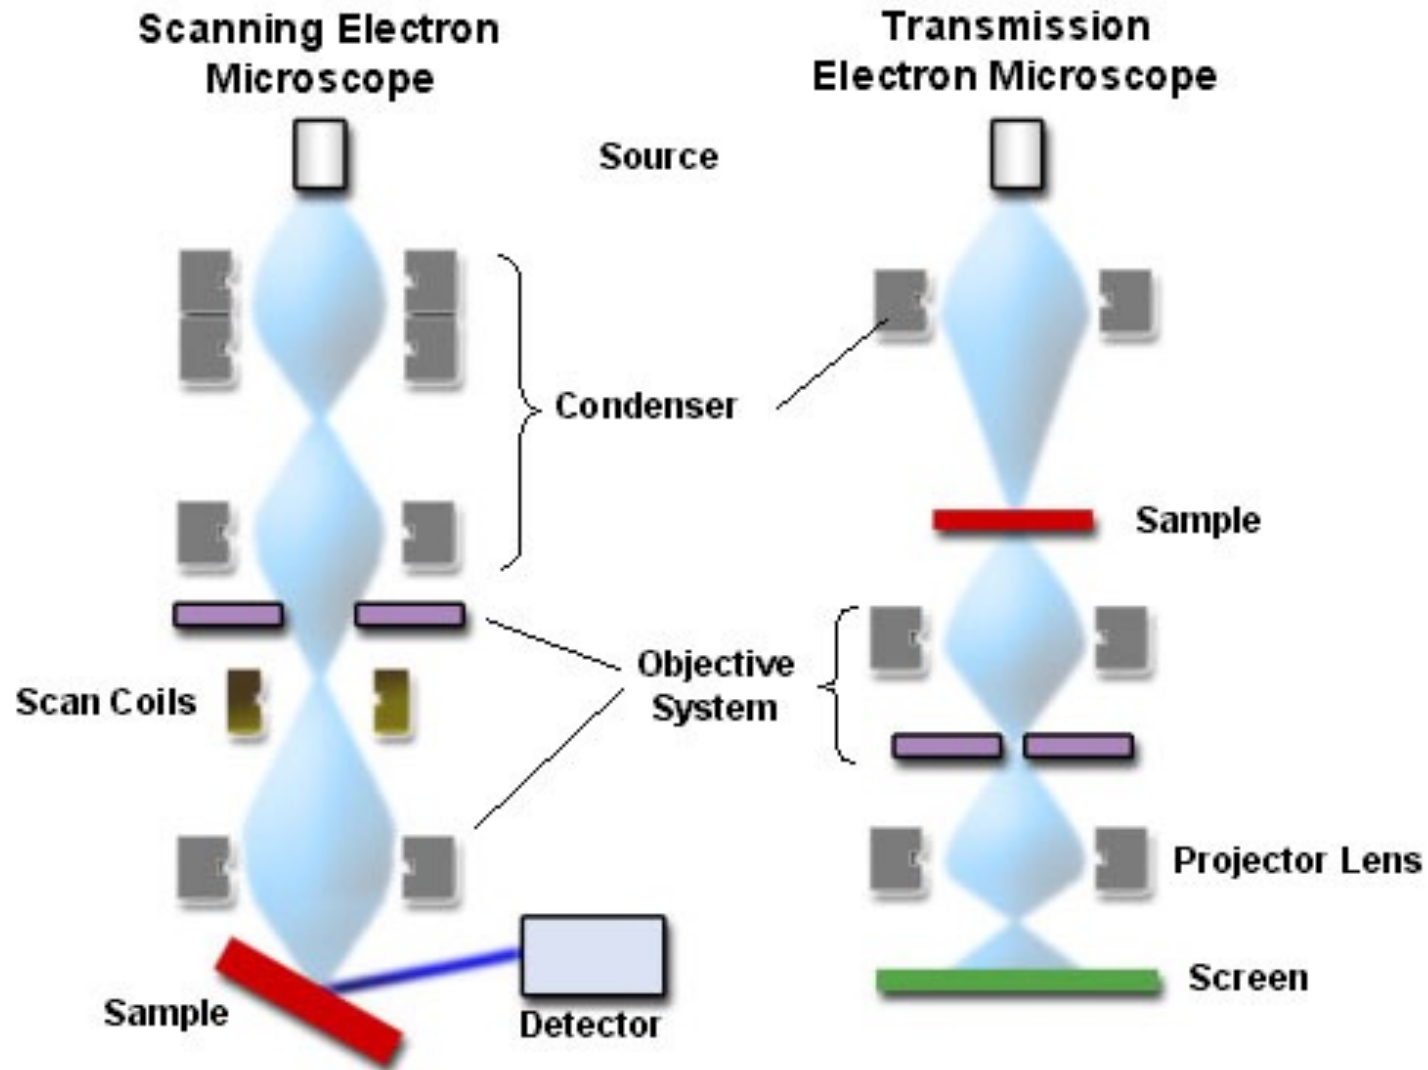 Scanning Electron
Microscope
Transmission
Electron Microscope
Source
Condenser
Sample
Objective
System
Scan Coils
Projector Lens
Screen
Sample
Detector